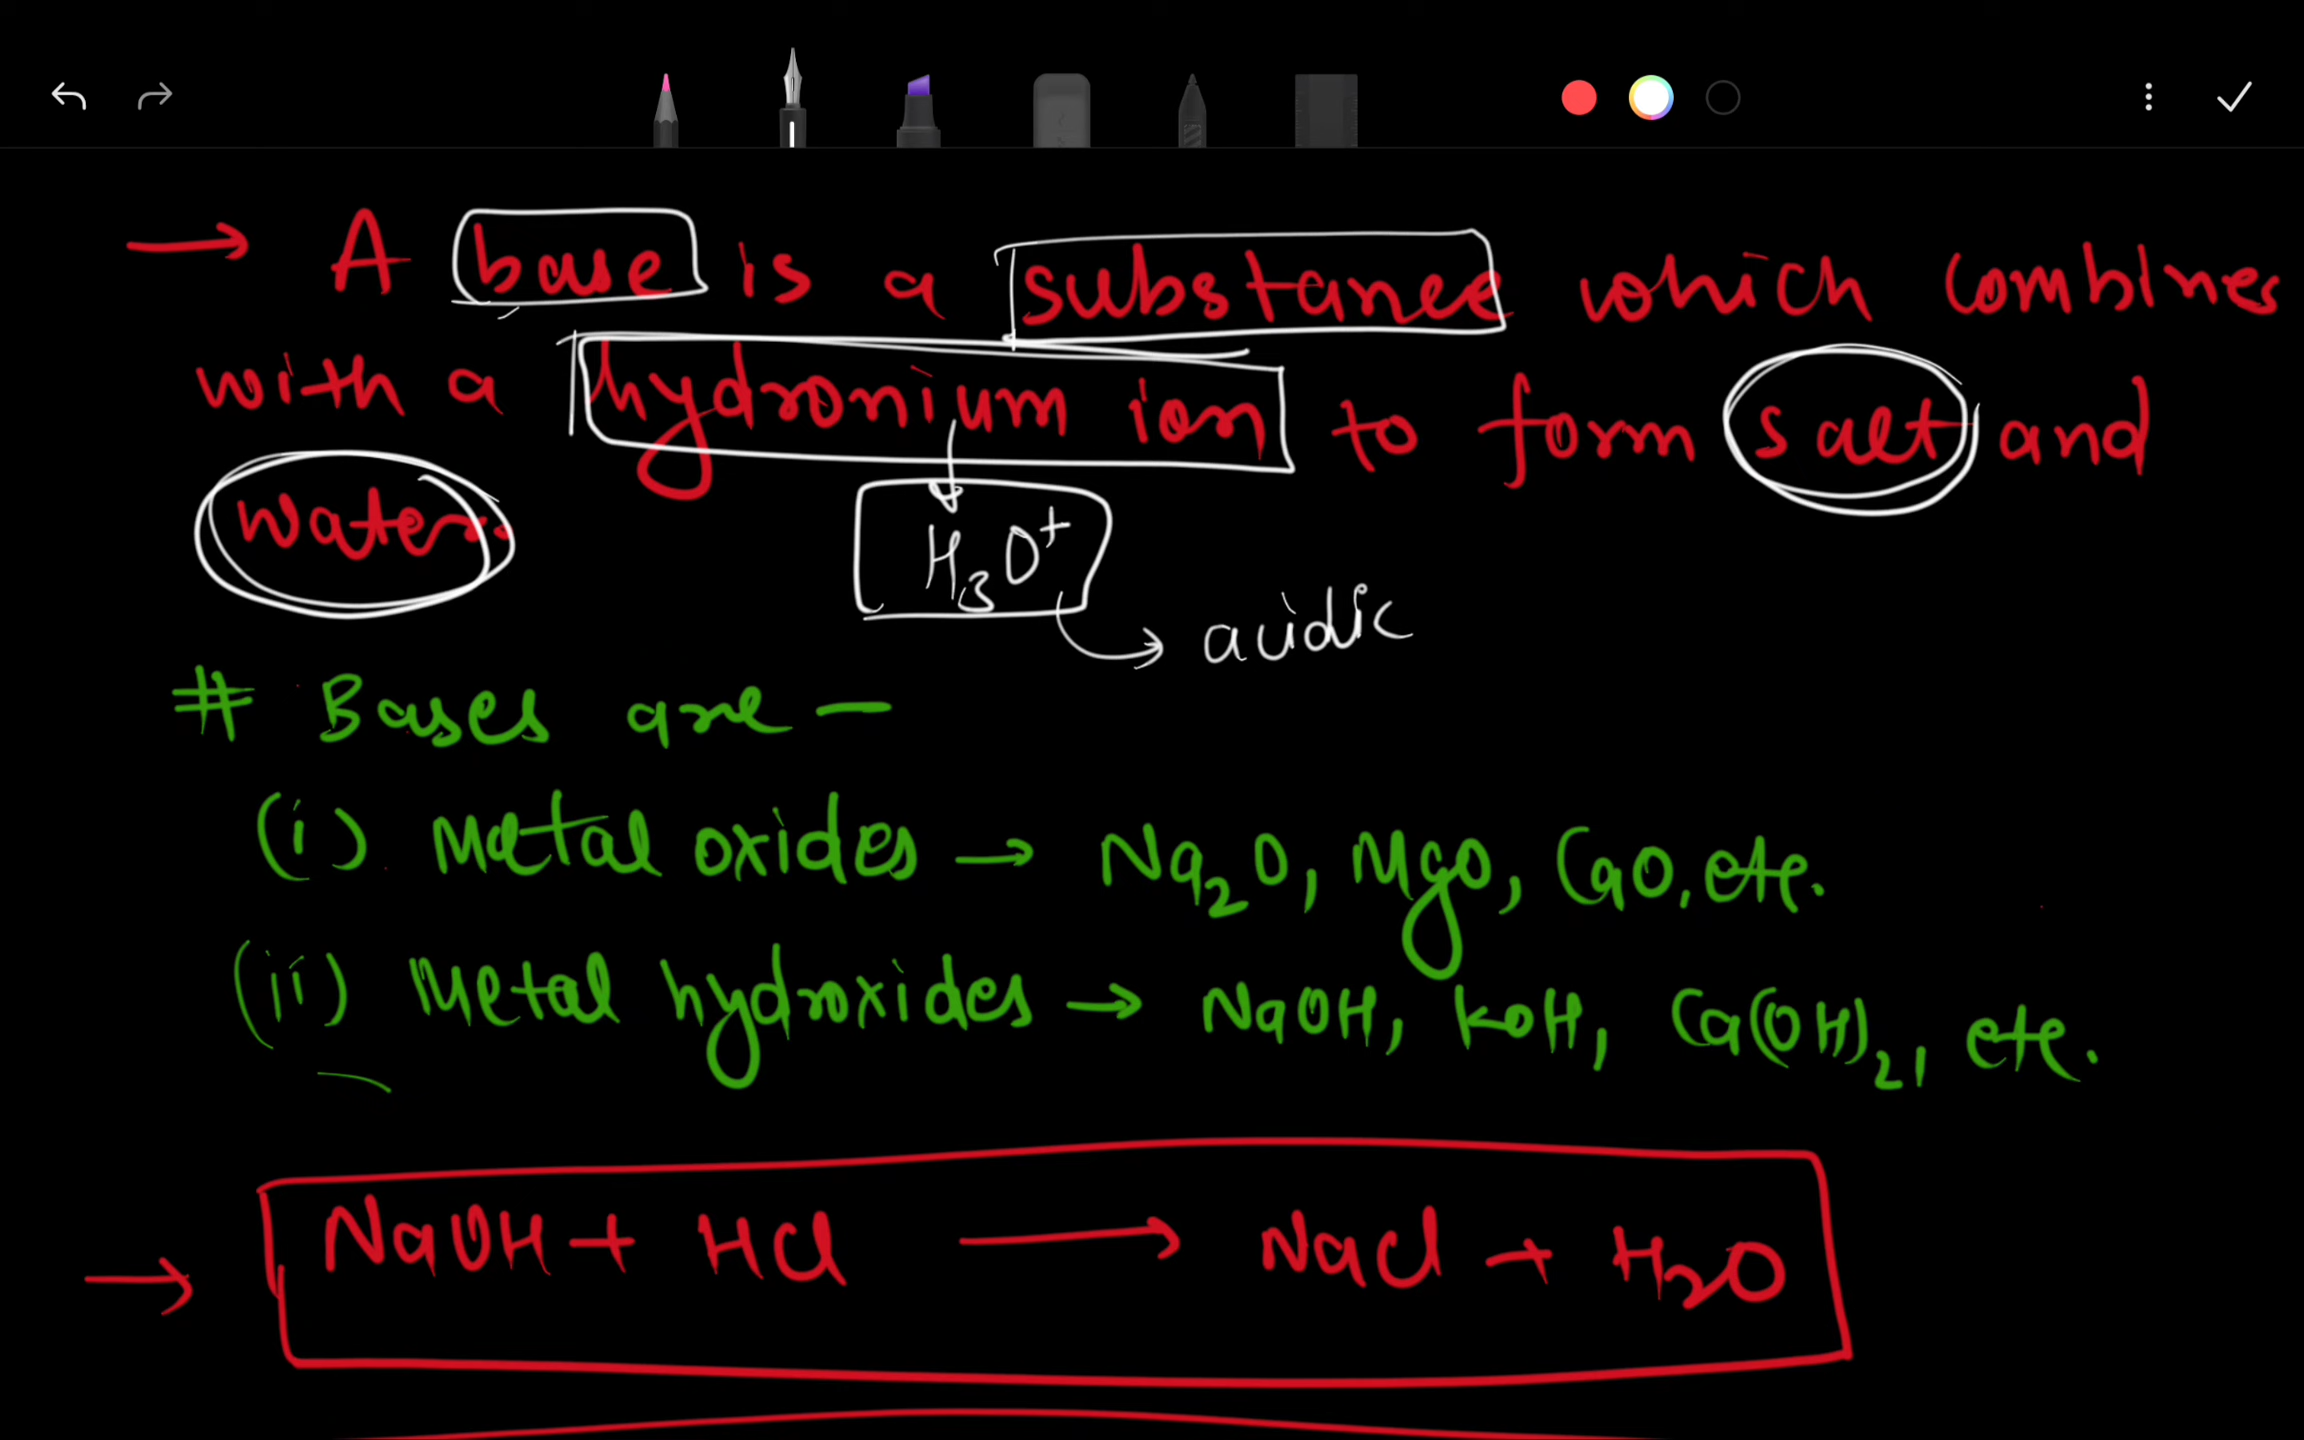 → A base is a substance which combines
with a hydronium ion to form salt and
water.
H₃O⁺
→ acidic
# Bases are —
(i) Metal oxides → Na₂O, MgO, CaO, etc.
(ii) Metal hydroxides → NaOH, KOH, Ca(OH)₂, etc.
→ NaOH + HCl ⟶ NaCl + H₂O